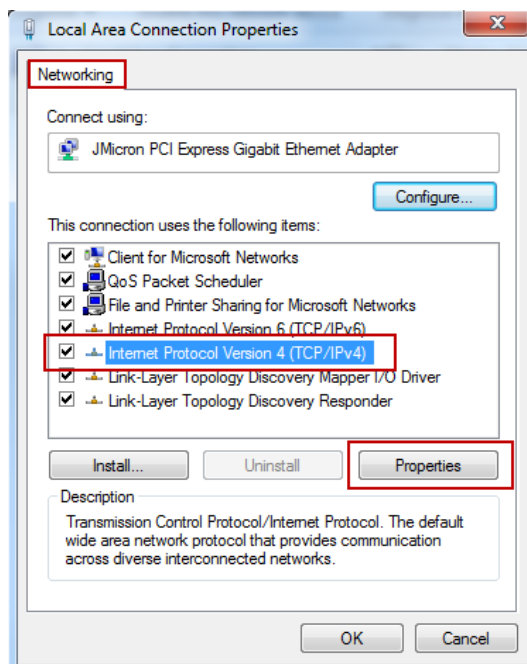 Local Area Connection Properties
Networking
Connect using:
JMicron PCI Express Gigabit Ethernet Adapter
Configure...
This connection uses the following items:
Client for Microsoft Networks
QoS Packet Scheduler
File and Printer Sharing for Microsoft Networks
Internet Protocol Version 6 (TCP/IPv6)
Internet Protocol Version 4 (TCP/IPv4)
Link-Layer Topology Discovery Mapper I/O Driver
Link-Layer Topology Discovery Responder
Install...
Uninstall
Properties
Description
Transmission Control Protocol/Internet Protocol. The default
wide area network protocol that provides communication
across diverse interconnected networks.
OK
Cancel